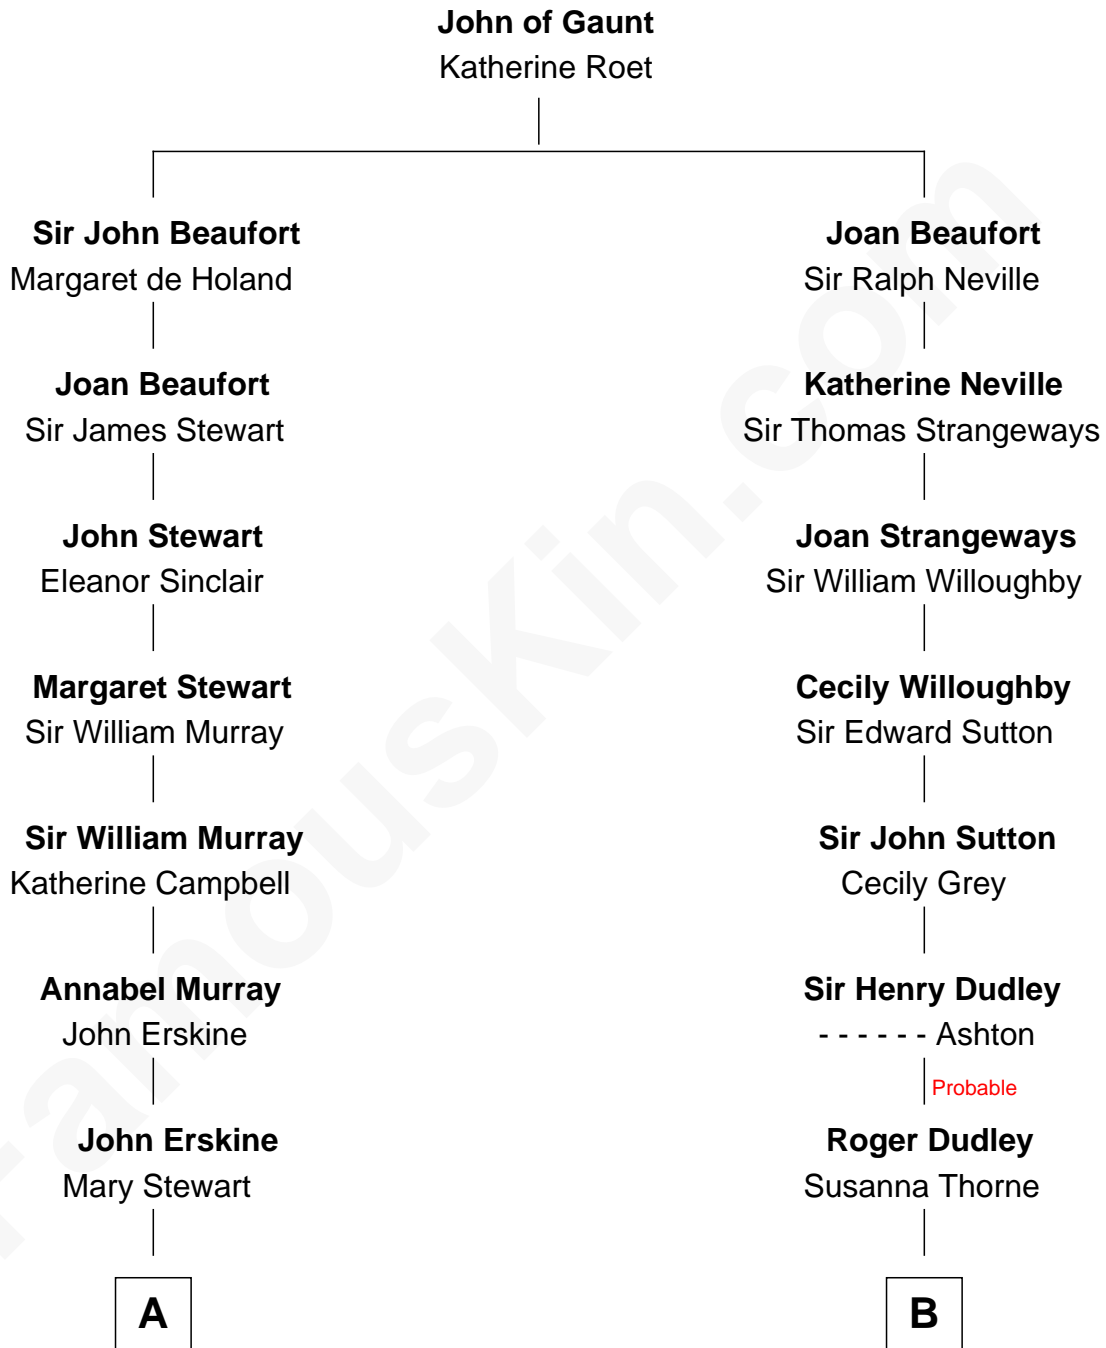 John of Gaunt
Katherine Roet
Sir John Beaufort
Margaret de Holand
Joan Beaufort
Sir James Stewart
John Stewart
Eleanor Sinclair
Margaret Stewart
Sir William Murray
Sir William Murray
Katherine Campbell
Annabel Murray
John Erskine
John Erskine
Mary Stewart
A
Joan Beaufort
Sir Ralph Neville
Katherine Neville
Sir Thomas Strangeways
Joan Strangeways
Sir William Willoughby
Cecily Willoughby
Sir Edward Sutton
Sir John Sutton
Cecily Grey
Sir Henry Dudley
- - - - - - Ashton
Probable
Roger Dudley
Susanna Thorne
B
FamousKin.com